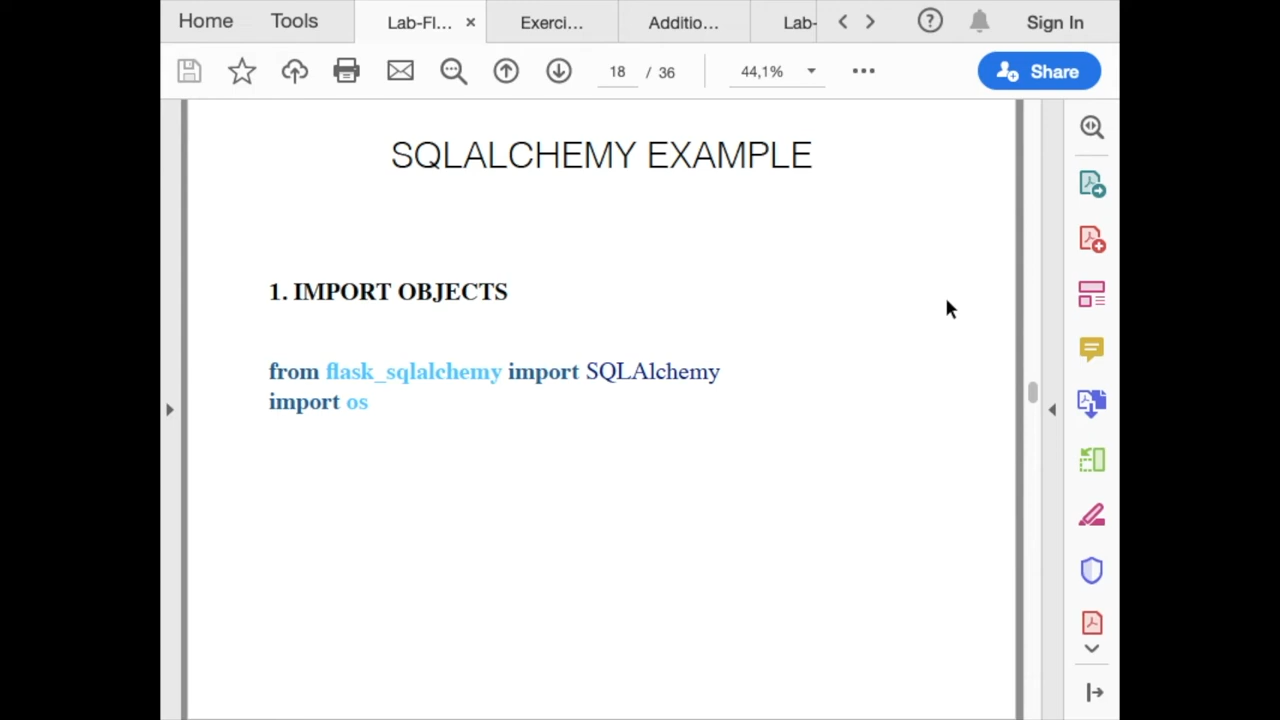 Home Tools Lab-Fl... × Exerci... Additio... Lab- Sign In
18 / 36 44,1% Share
SQLALCHEMY EXAMPLE
1. IMPORT OBJECTS
from flask_sqlalchemy import SQLAlchemy
import os